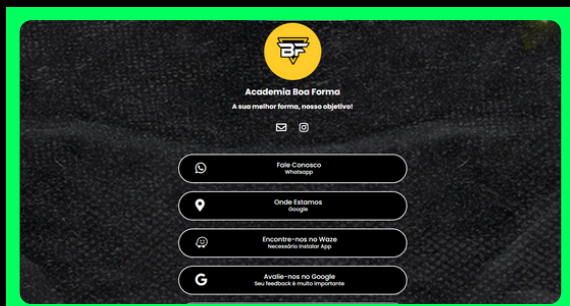 BF
Academia Boa Forma
A sua melhor forma, nosso objetivo!
Fale Conosco
Whatsapp
Onde Estamos
Google
Encontre-nos no Waze
Necessário Instalar App
G
Avalie-nos no Google
Seu feedback é muito importante